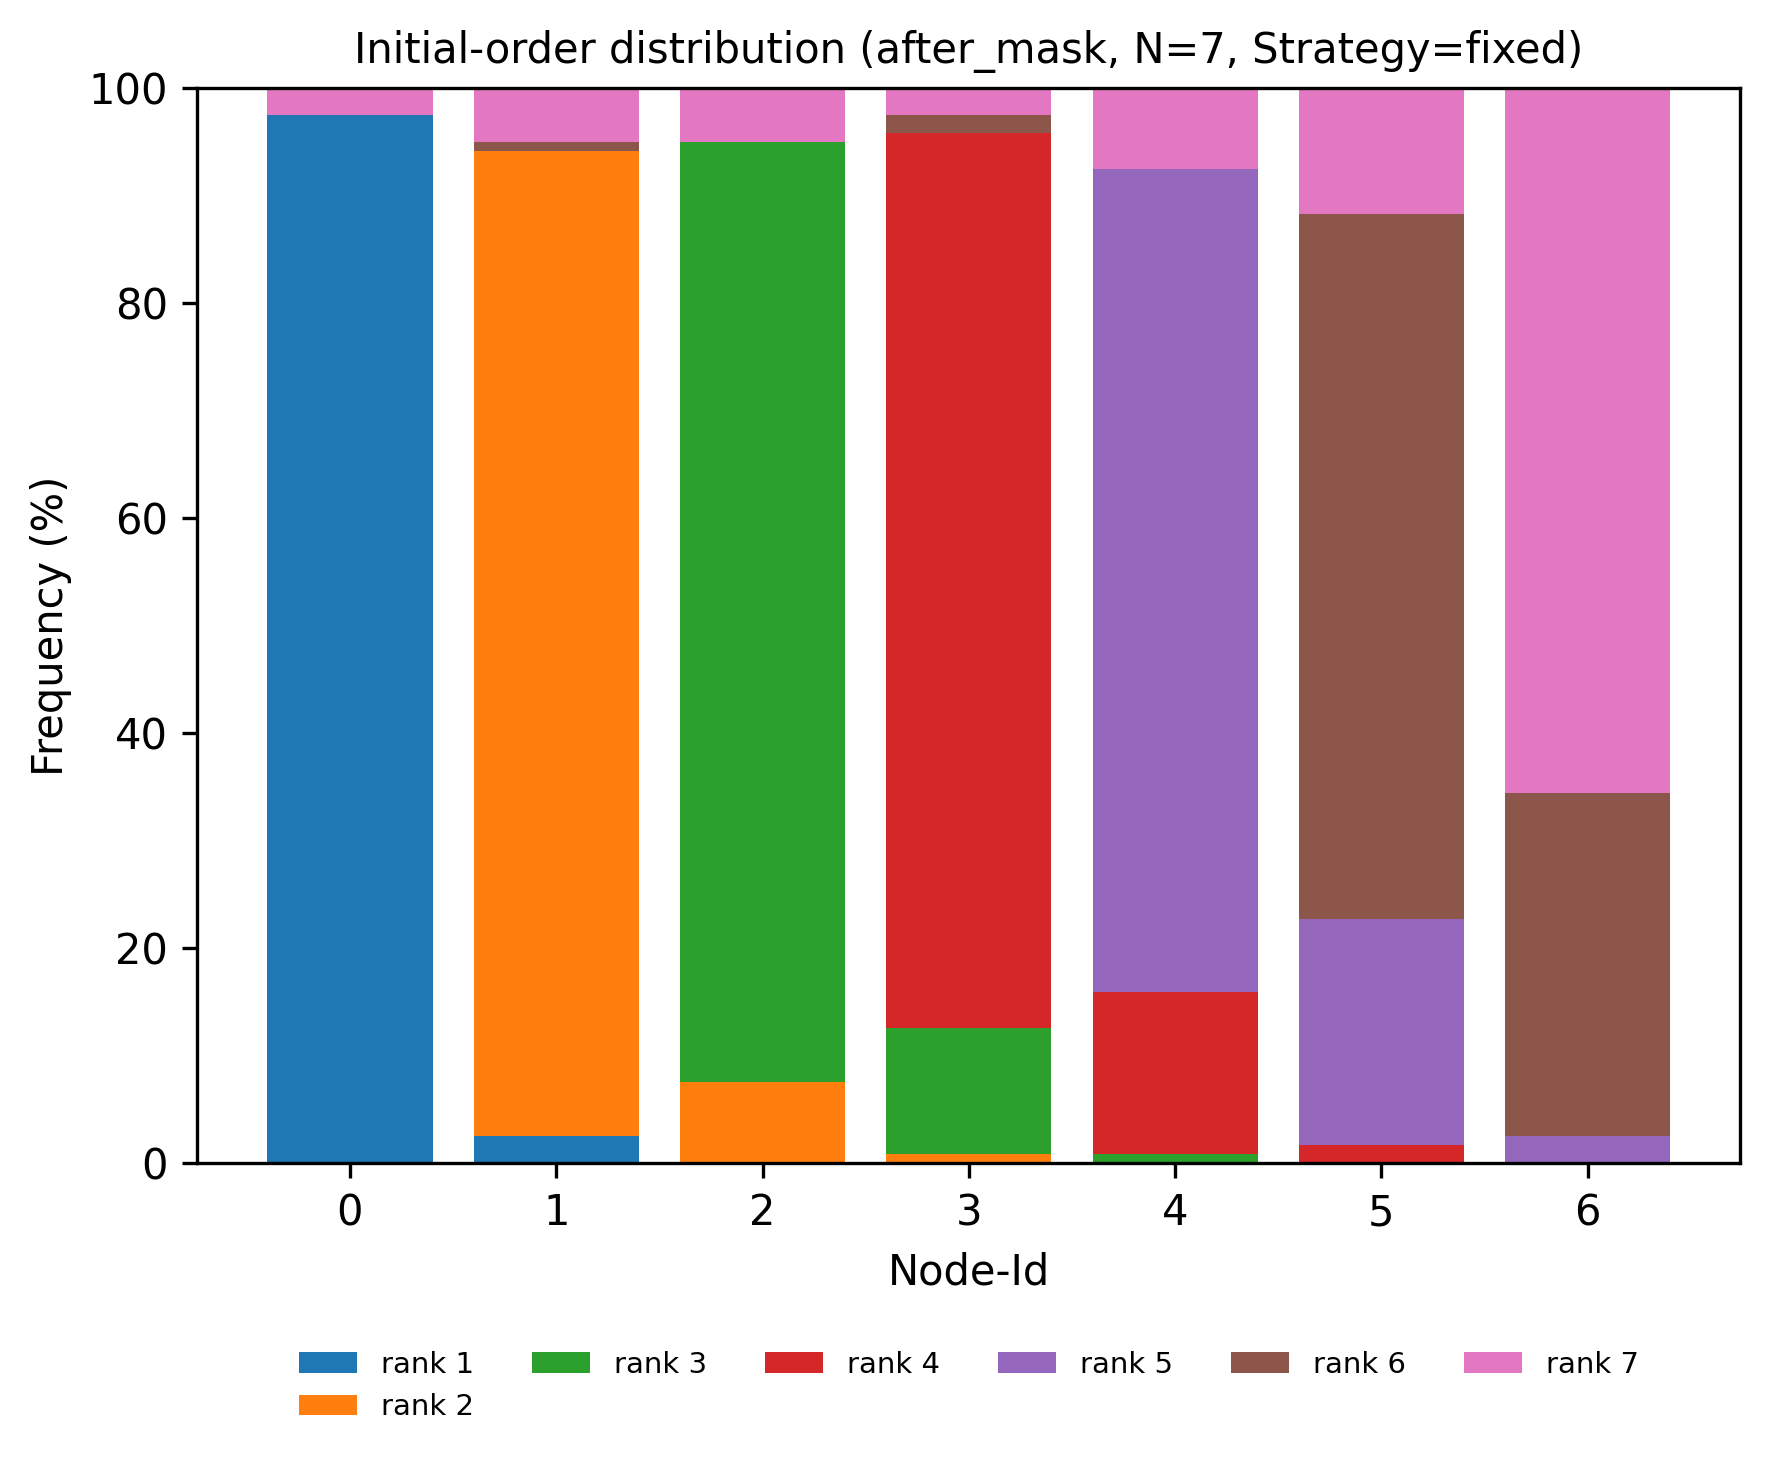 Initial-order distribution (after_mask, N=7, Strategy=fixed)
100
80
60
40
20
0
Frequency (%)
0 1 2 3 4 5 6
Node-Id
rank 1 rank 3 rank 4 rank 5 rank 6 rank 7
rank 2